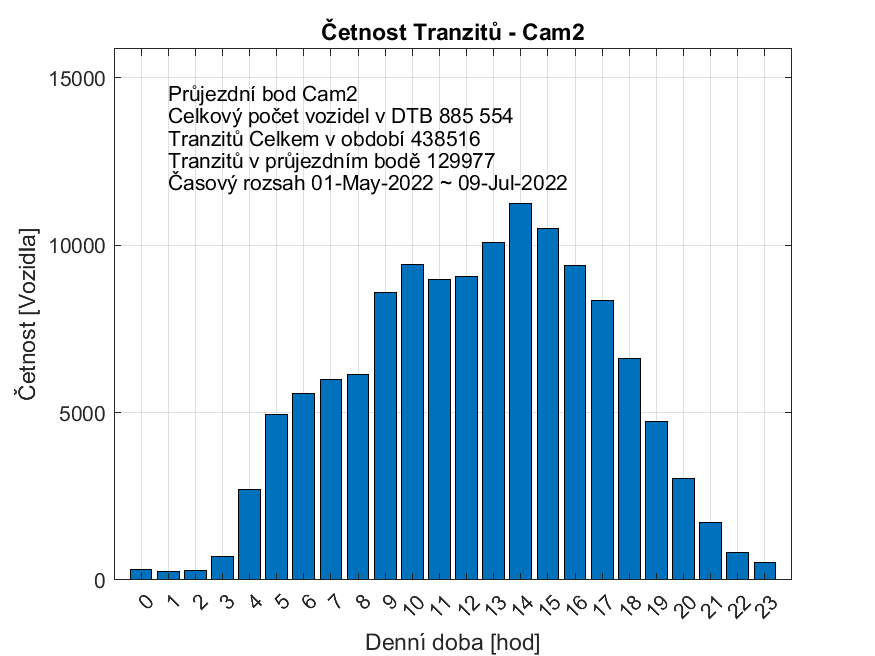 Četnost Tranzitů - Cam2
15000
Průjezdní bod Cam2
Celkový počet vozidel v DTB 885 554
Tranzitů Celkem v období 438516
Tranzitů v průjezdním bodě 129977
Časový rozsah 01-May-2022 ~ 09-Jul-2022
10000
Četnost [Vozidla]
5000
0
0 1 2 3 4 5 6 7 8 9 10 11 12 13 14 15 16 17 18 19 20 21 22 23
Denní doba [hod]